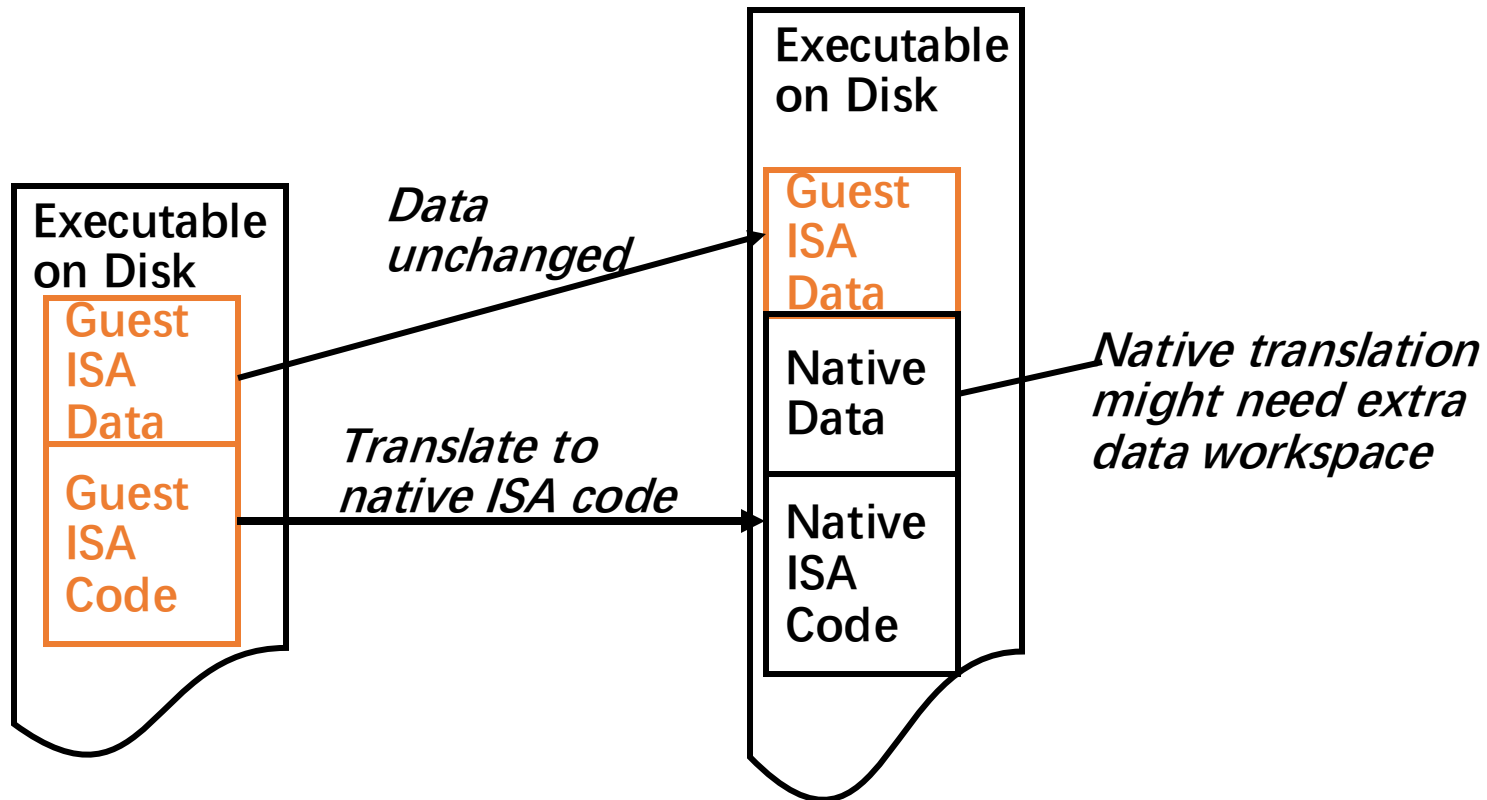 Executable
on Disk
Guest
ISA
Data
Guest
ISA
Code
Data
unchanged
Translate to
native ISA code
Executable
on Disk
Guest
ISA
Data
Native
Data
Native
ISA
Code
Native translation
might need extra
data workspace